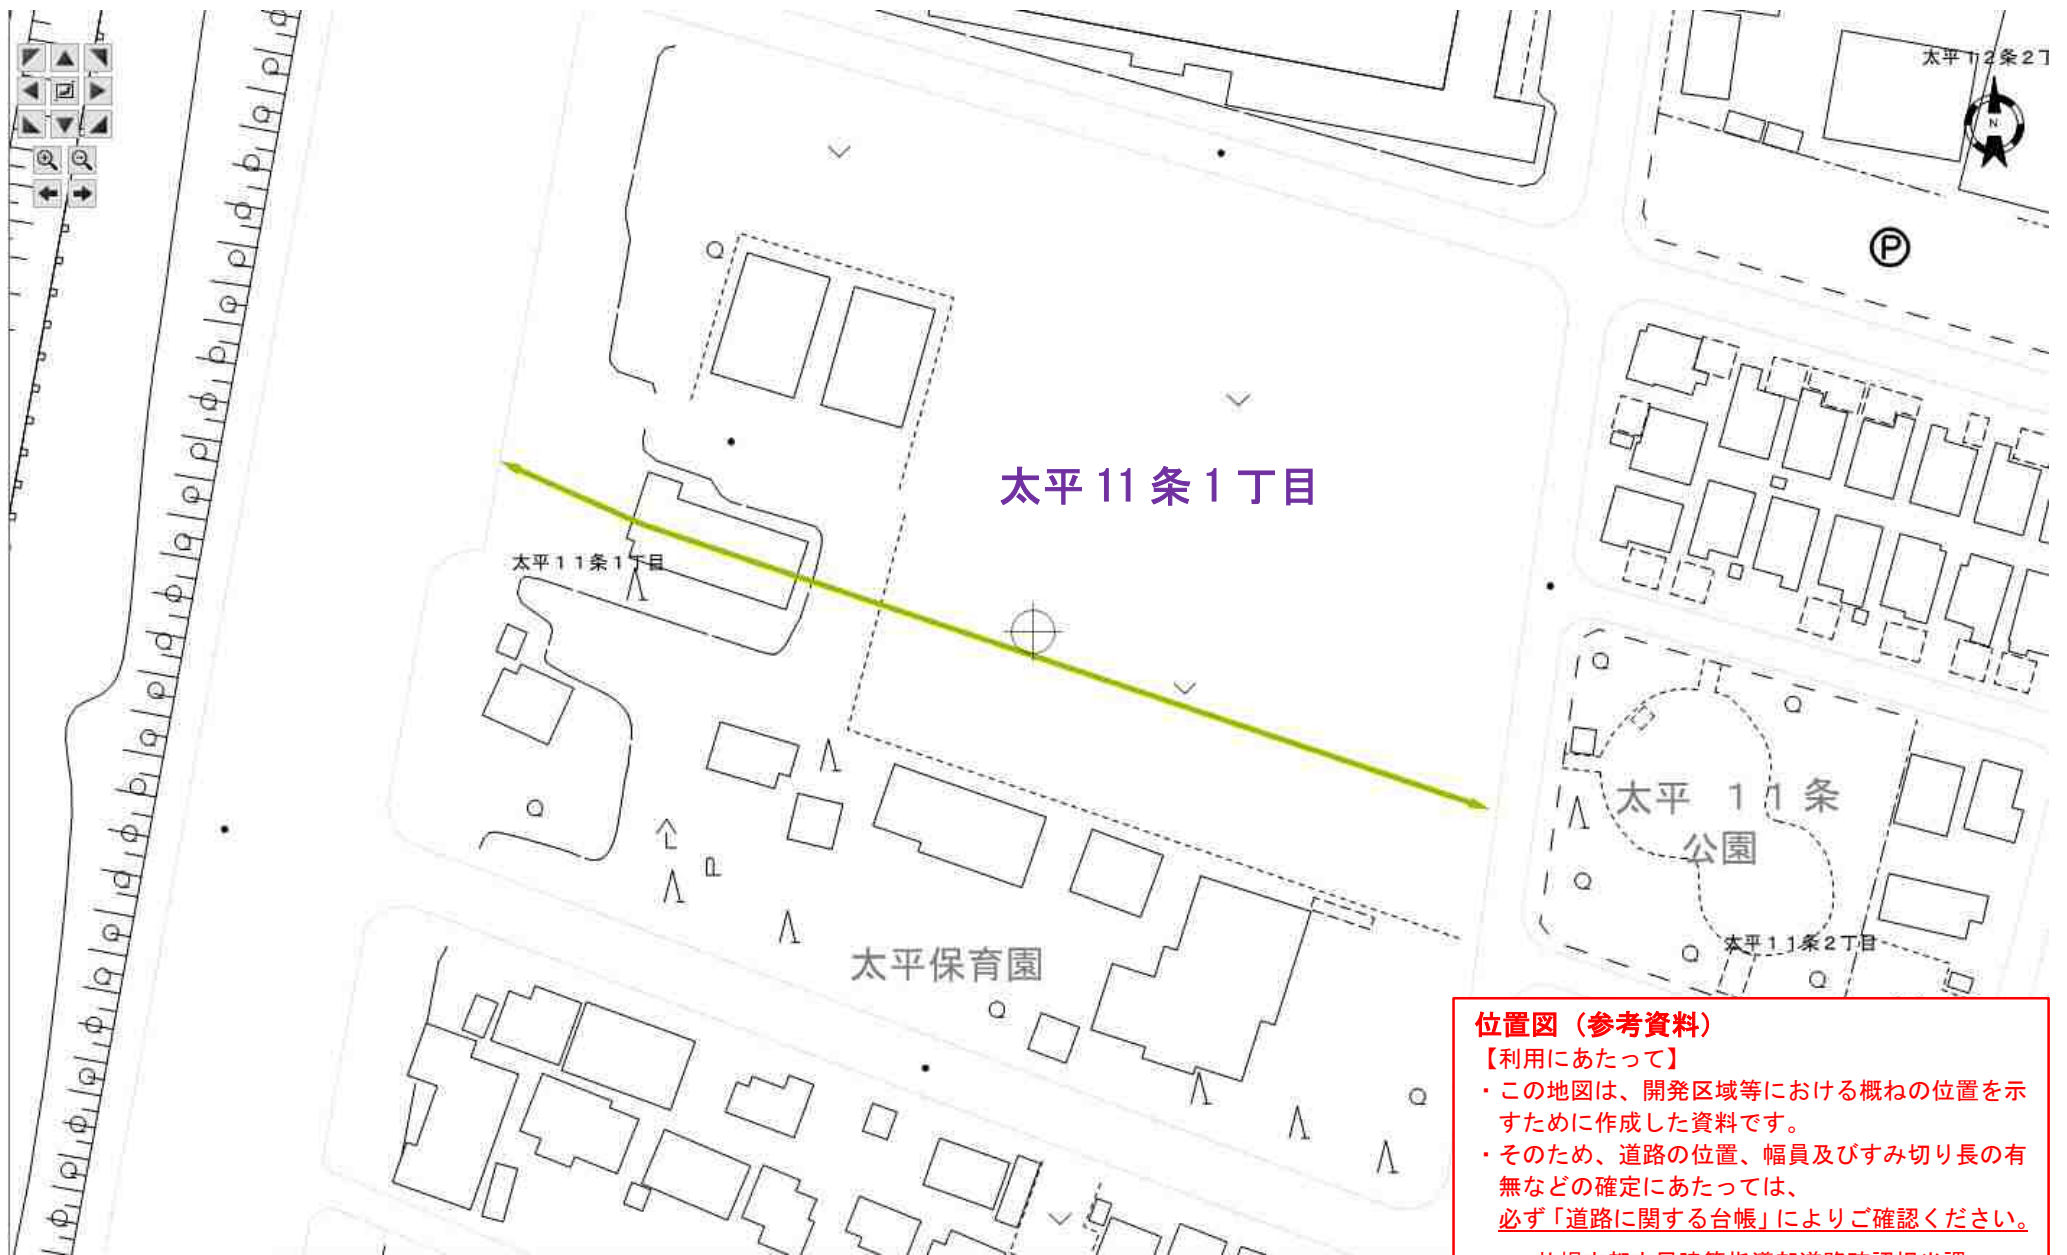 太平12条2丁
N
P
太平 11 条 1 丁目
太平11条1丁目
太平 11条
公園
太平11条2丁目
太平保育園
位置図（参考資料）
【利用にあたって】
・この地図は、開発区域等における概ねの位置を示
すために作成した資料です。
・そのため、道路の位置、幅員及びすみ切り長の有
無などの確定にあたっては、
必ず「道路に関する台帳」によりご確認ください。